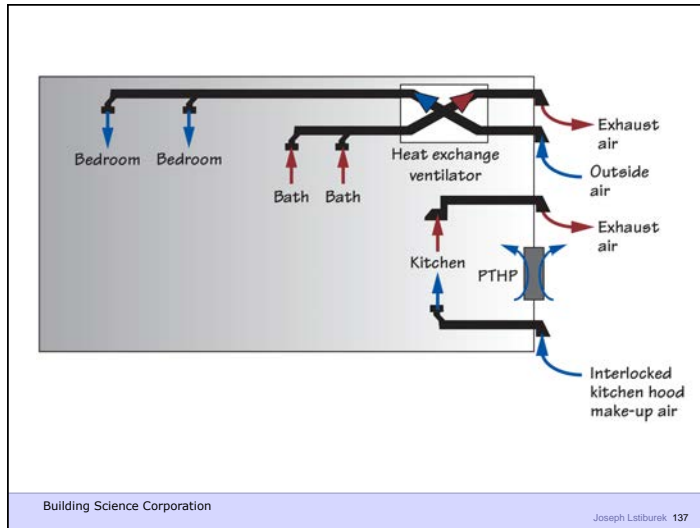 Bedroom Bedroom
Bath Bath
Heat exchange
ventilator
Exhaust
air
Outside
air
Exhaust
air
Kitchen
PTHP
Interlocked
kitchen hood
make-up air
Building Science Corporation
Joseph Lstiburek 137